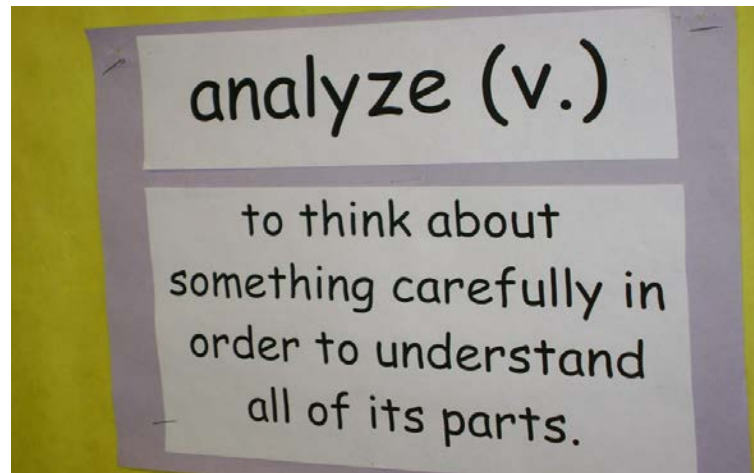 analyze (v.)
to think about
something carefully in
order to understand
all of its parts.